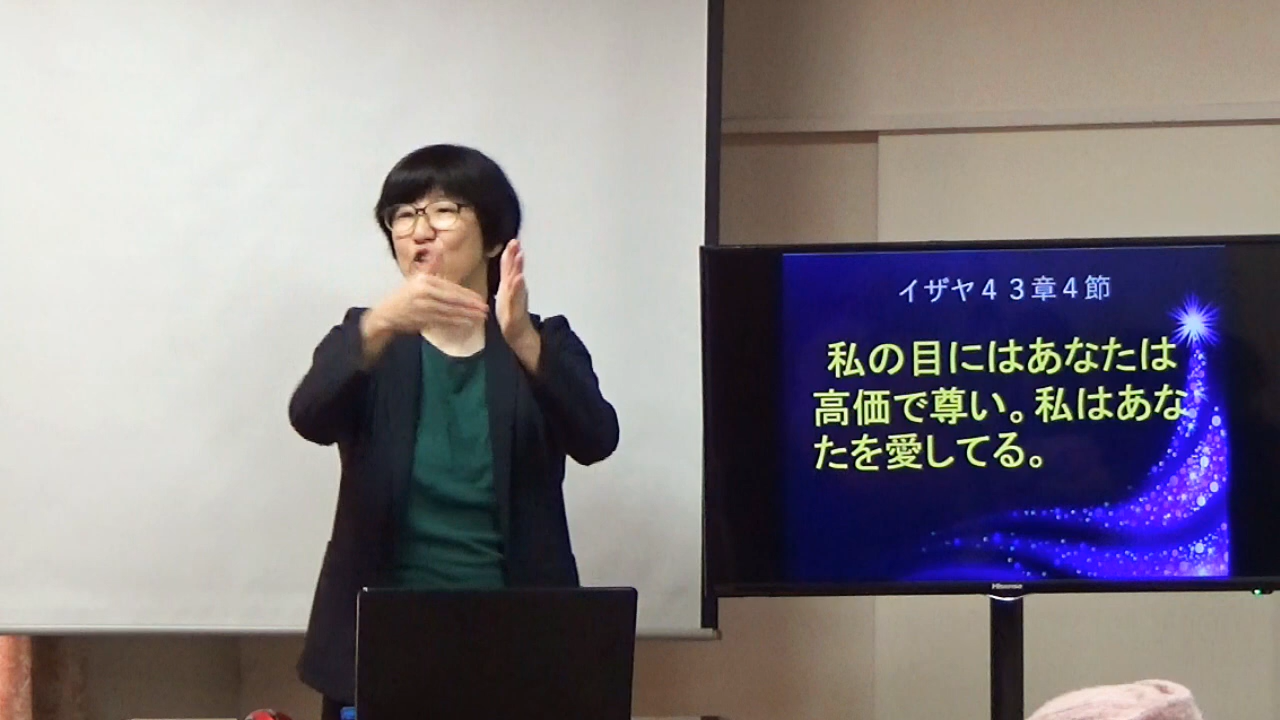 イザヤ４３章４節
私の目にはあなたは
高価で尊い。私はあな
たを愛してる。
Hisense